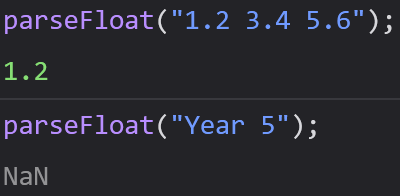 parseFloat("1.2 3.4 5.6");
1.2
parseFloat("Year 5");
NaN